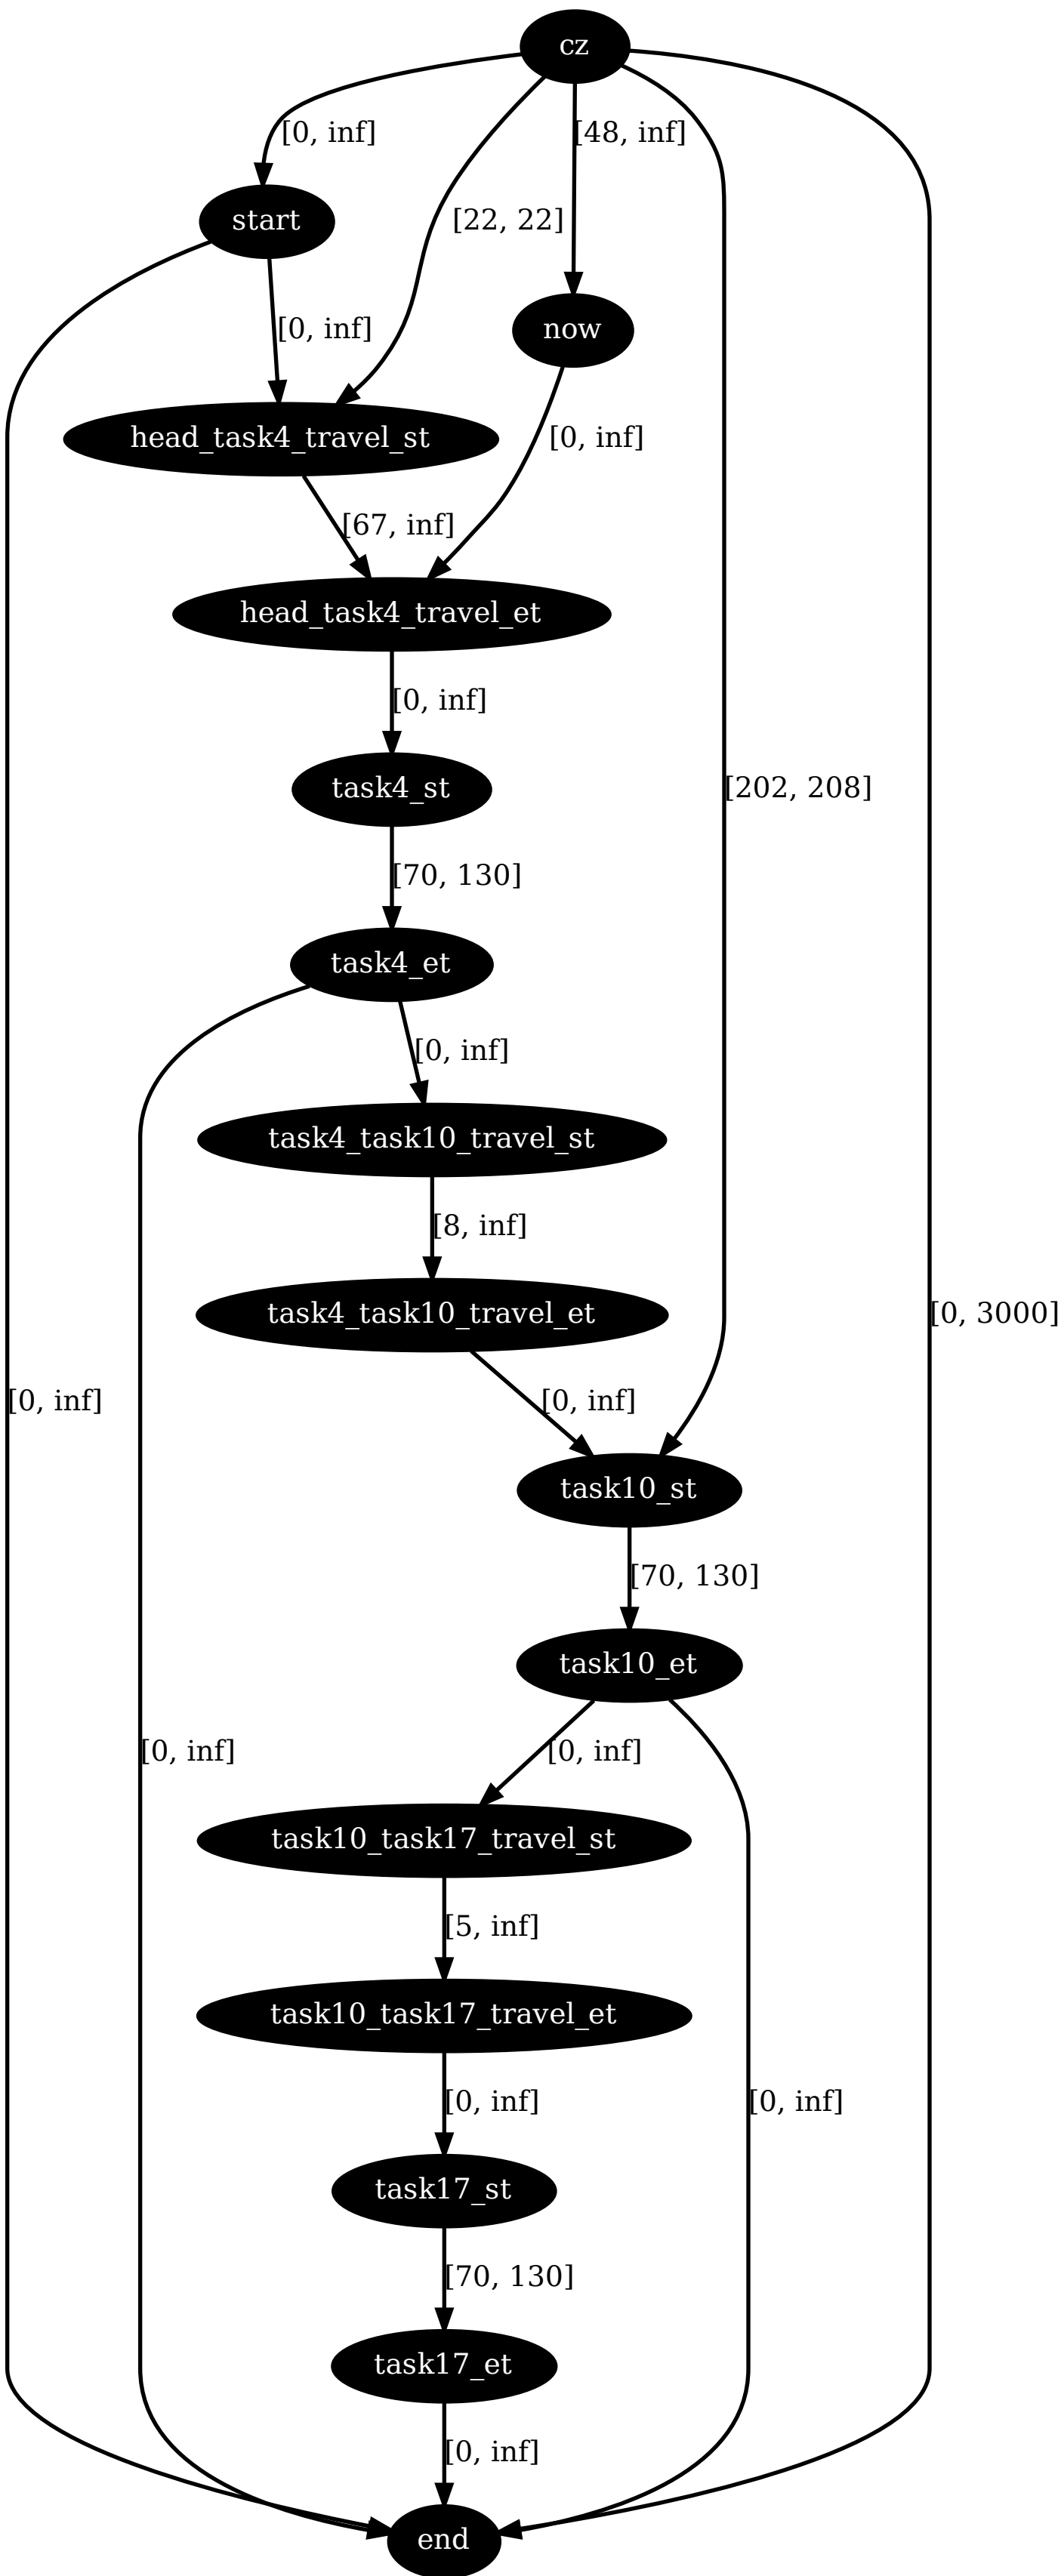 cz
[0, inf]
[48, inf]
start
[22, 22]
[0, inf]
now
head_task4_travel_st
[0, inf]
[67, inf]
head_task4_travel_et
[0, inf]
task4_st
[202, 208]
[70, 130]
task4_et
[0, inf]
task4_task10_travel_st
[8, inf]
task4_task10_travel_et
[0, 3000]
[0, inf]
[0, inf]
task10_st
[70, 130]
task10_et
[0, inf]
[0, inf]
task10_task17_travel_st
[5, inf]
task10_task17_travel_et
[0, inf]
[0, inf]
task17_st
[70, 130]
task17_et
[0, inf]
end